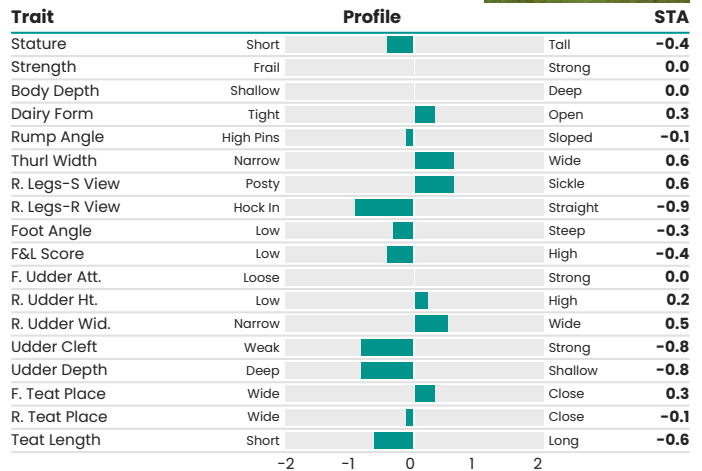 Trait Profile STA
Stature Short Tall -0.4
Strength Frail Strong 0.0
Body Depth Shallow Deep 0.0
Dairy Form Tight Open 0.3
Rump Angle High Pins Sloped -0.1
Thurl Width Narrow Wide 0.6
R. Legs-S View Posty Sickle 0.6
R. Legs-R View Hock In Straight -0.9
Foot Angle Low Steep -0.3
F&L Score Low High -0.4
F. Udder Att. Loose Strong 0.0
R. Udder Ht. Low High 0.2
R. Udder Wid. Narrow Wide 0.5
Udder Cleft Weak Strong -0.8
Udder Depth Deep Shallow -0.8
F. Teat Place Wide Close 0.3
R. Teat Place Wide Close -0.1
Teat Length Short Long -0.6
-2 -1 0 1 2